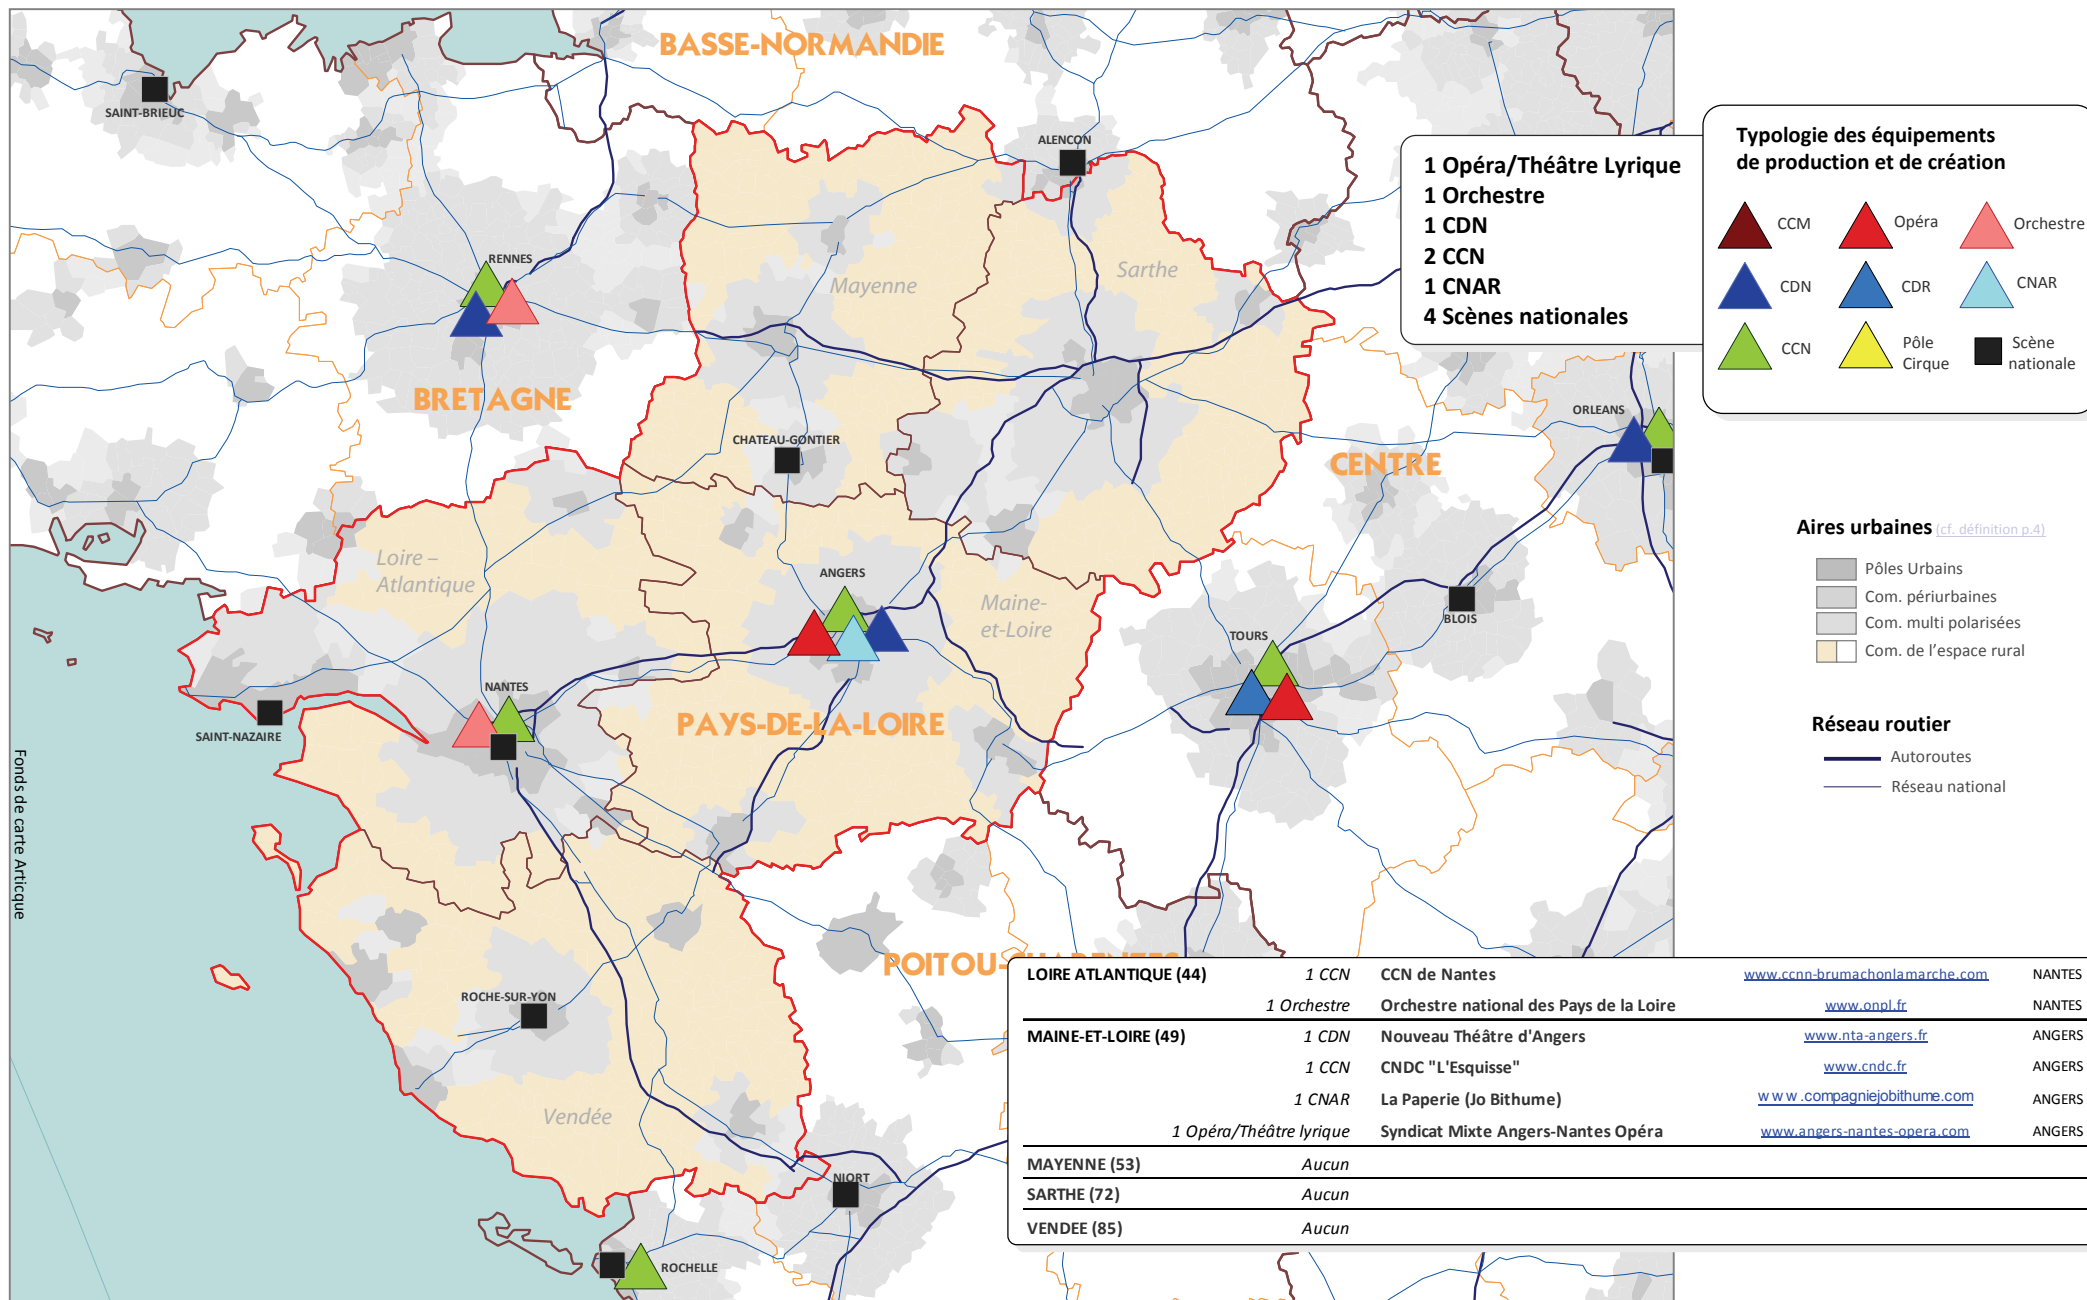 BASSE-NORMANDIE
SAINT-BRIEUC
ALENCON
RENNES
Mayenne
Sarthe
BRETAGNE
CHATEAU-GONTIER
ORLEANS
CENTRE
Loire –
Atlantique
ANGERS
Maine-
et-Loire
BLOIS
TOURS
NANTES
PAYS-DE-LA-LOIRE
SAINT-NAZAIRE
Fonds de carte Articque
POITOU-CHARENTES
ROCHE-SUR-YON
Vendée
NIORT
ROCHELLE
1 Opéra/Théâtre Lyrique
1 Orchestre
1 CDN
2 CCN
1 CNAR
4 Scènes nationales
Typologie des équipements
de production et de création
CCM Opéra Orchestre
CDN CDR CNAR
CCN Pôle Cirque Scène nationale
Aires urbaines (cf. définition p.4)
Pôles Urbains
Com. périurbaines
Com. multi polarisées
Com. de l'espace rural
Réseau routier
Autoroutes
Réseau national
LOIRE ATLANTIQUE (44) 1 CCN CCN de Nantes www.ccnn-brumachonlamarche.com NANTES
1 Orchestre Orchestre national des Pays de la Loire www.onpl.fr NANTES
MAINE-ET-LOIRE (49) 1 CDN Nouveau Théâtre d'Angers www.nta-angers.fr ANGERS
1 CCN CNDC "L'Esquisse" www.cndc.fr ANGERS
1 CNAR La Paperie (Jo Bithume) www.compagniejobithume.com ANGERS
1 Opéra/Théâtre lyrique Syndicat Mixte Angers-Nantes Opéra www.angers-nantes-opera.com ANGERS
MAYENNE (53) Aucun
SARTHE (72) Aucun
VENDEE (85) Aucun